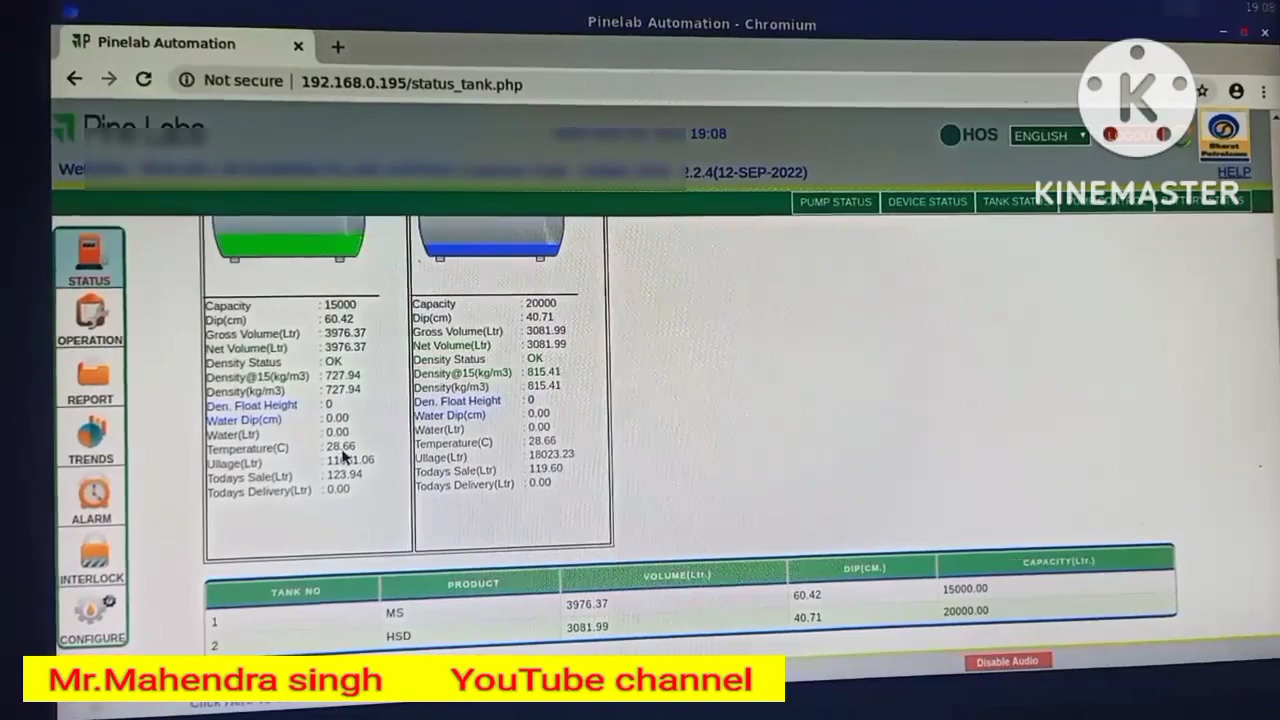 19:08
Pinelab Automation - Chromium
Pinelab Automation
Not secure | 192.168.0.195/status_tank.php
Pine Labs
19:08
HOS
ENGLISH
LOGOUT
Bharat Petroleum
.2.4(12-SEP-2022)
HELP
K
KINEMASTER
PUMP STATUS
DEVICE STATUS
STATUS
OPERATION
REPORT
TRENDS
ALARM
INTERLOCK
CONFIGURE
Capacity : 15000
Dip(cm) : 60.42
Gross Volume(Ltr) : 3976.37
Net Volume(Ltr) : 3976.37
Density Status : OK
Density@15(kg/m3) : 727.94
Density(kg/m3) : 727.94
Den. Float Height : 0
Water Dip(cm) : 0.00
Water(Ltr) : 0.00
Temperature(C) : 28.66
Ullage(Ltr) :
Todays Sale(Ltr) : 123.94
Todays Delivery(Ltr) : 0.00
Capacity : 20000
Dip(cm) : 40.71
Gross Volume(Ltr) : 3081.99
Net Volume(Ltr) : 3081.99
Density Status : OK
Density@15(kg/m3) : 815.41
Density(kg/m3) : 815.41
Den. Float Height : 0
Water Dip(cm) : 0.00
Water(Ltr) : 0.00
Temperature(C) : 28.66
Ullage(Ltr) : 18023.23
Todays Sale(Ltr) : 119.60
Todays Delivery(Ltr) : 0.00
TANK NO PRODUCT VOLUME(Ltr.) DIP(CM.) CAPACITY(Ltr.)
1 MS 3976.37 60.42 15000.00
2 HSD 3081.99 40.71 20000.00
Disable Audio
Mr.Mahendra singh YouTube channel